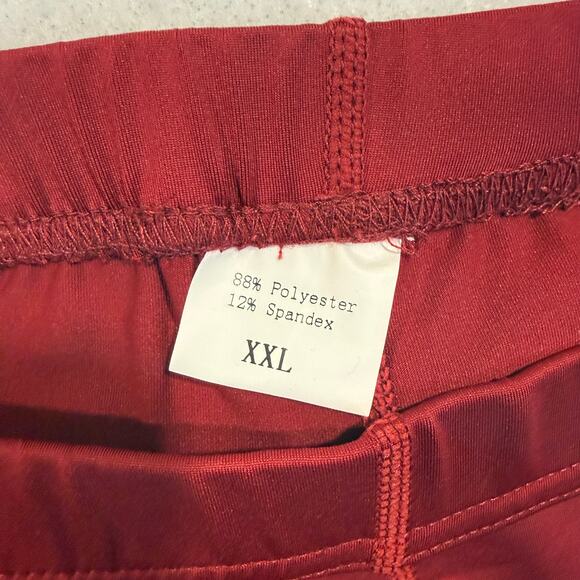 88% Polyester
12% Spandex
XXL